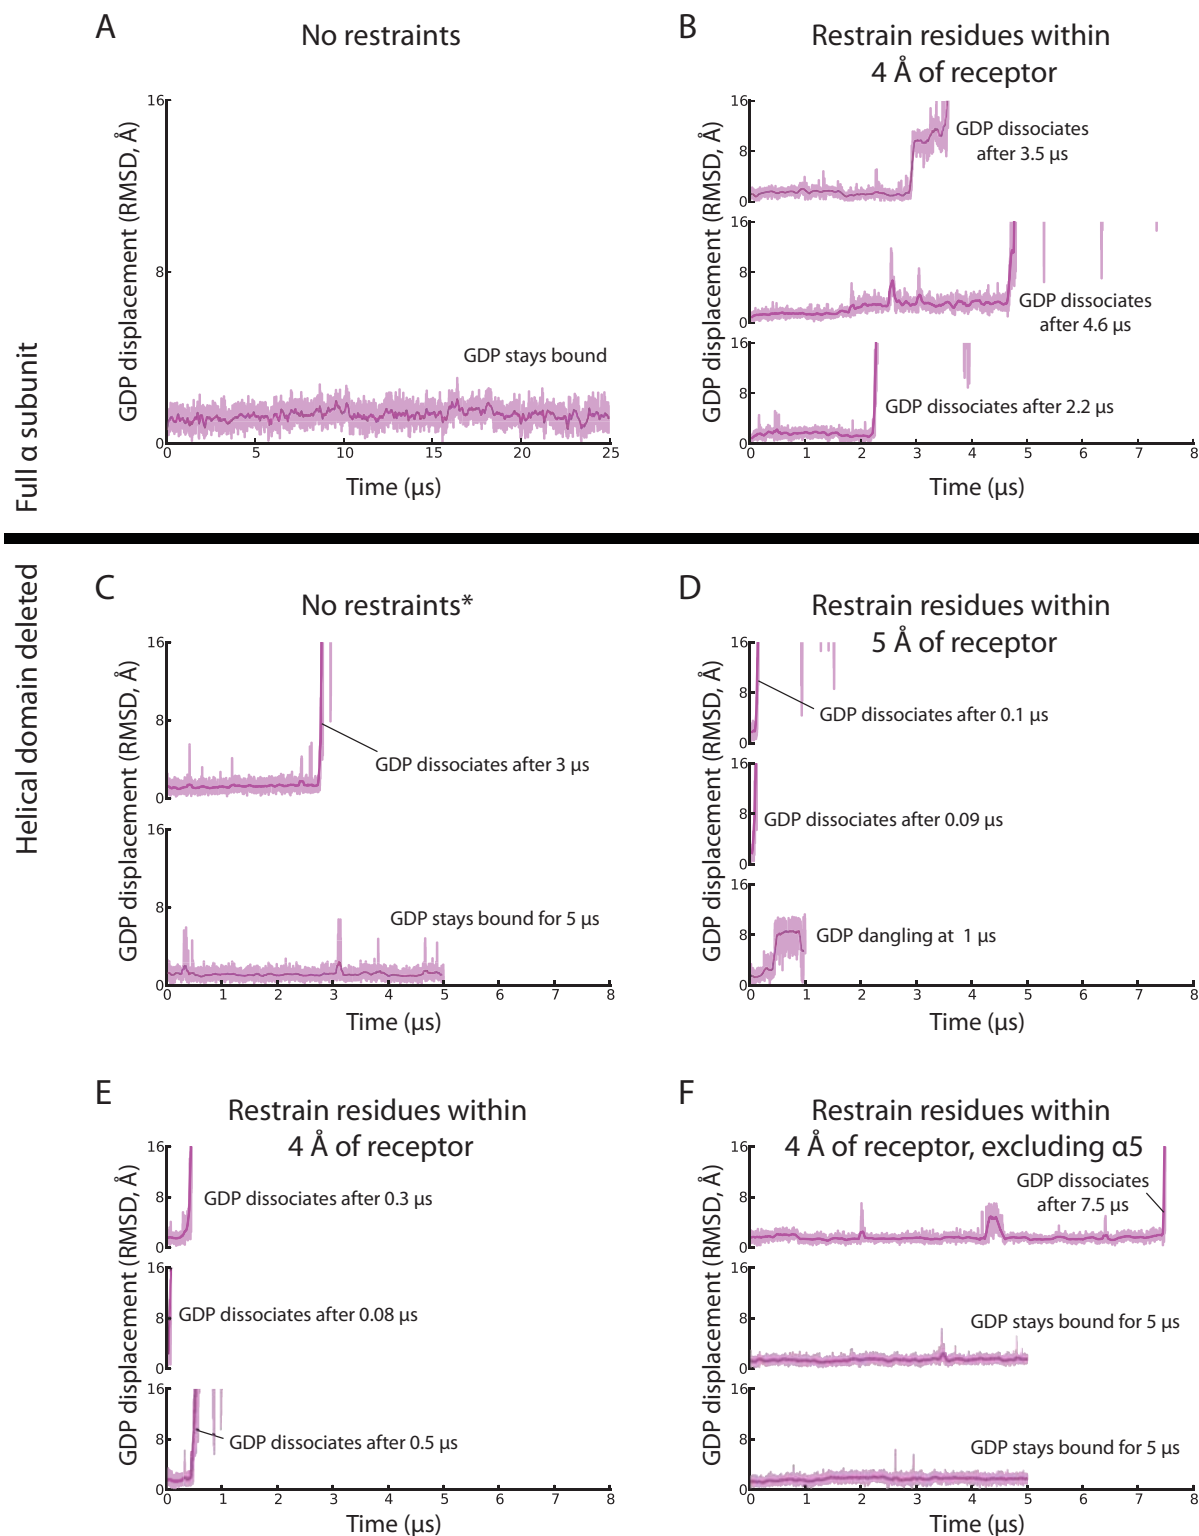 Full α subunit
A
No restraints
GDP displacement (RMSD, Å)
16
8
0
GDP stays bound
0 5 10 15 20 25
Time (µs)
B
Restrain residues within
4 Å of receptor
GDP displacement (RMSD, Å)
16
8
0
GDP dissociates
after 3.5 µs
16
8
0
GDP dissociates
after 4.6 µs
16
8
0
GDP dissociates after 2.2 µs
0 1 2 3 4 5 6 7 8
Time (µs)
Helical domain deleted
C
No restraints*
GDP displacement (RMSD, Å)
16
8
0
GDP dissociates after 3 µs
16
8
0
GDP stays bound for 5 µs
0 1 2 3 4 5 6 7 8
Time (µs)
D
Restrain residues within
5 Å of receptor
GDP displacement (RMSD, Å)
16
8
0
GDP dissociates after 0.1 µs
16
8
0
GDP dissociates after 0.09 µs
16
8
0
GDP dangling at 1 µs
0 1 2 3 4 5 6 7 8
Time (µs)
E
Restrain residues within
4 Å of receptor
GDP displacement (RMSD, Å)
16
8
0
GDP dissociates after 0.3 µs
16
8
0
GDP dissociates after 0.08 µs
16
8
0
GDP dissociates after 0.5 µs
0 1 2 3 4 5 6 7 8
Time (µs)
F
Restrain residues within
4 Å of receptor, excluding α5
GDP displacement (RMSD, Å)
16
8
0
GDP dissociates
after 7.5 µs
16
8
0
GDP stays bound for 5 µs
16
8
0
GDP stays bound for 5 µs
0 1 2 3 4 5 6 7 8
Time (µs)